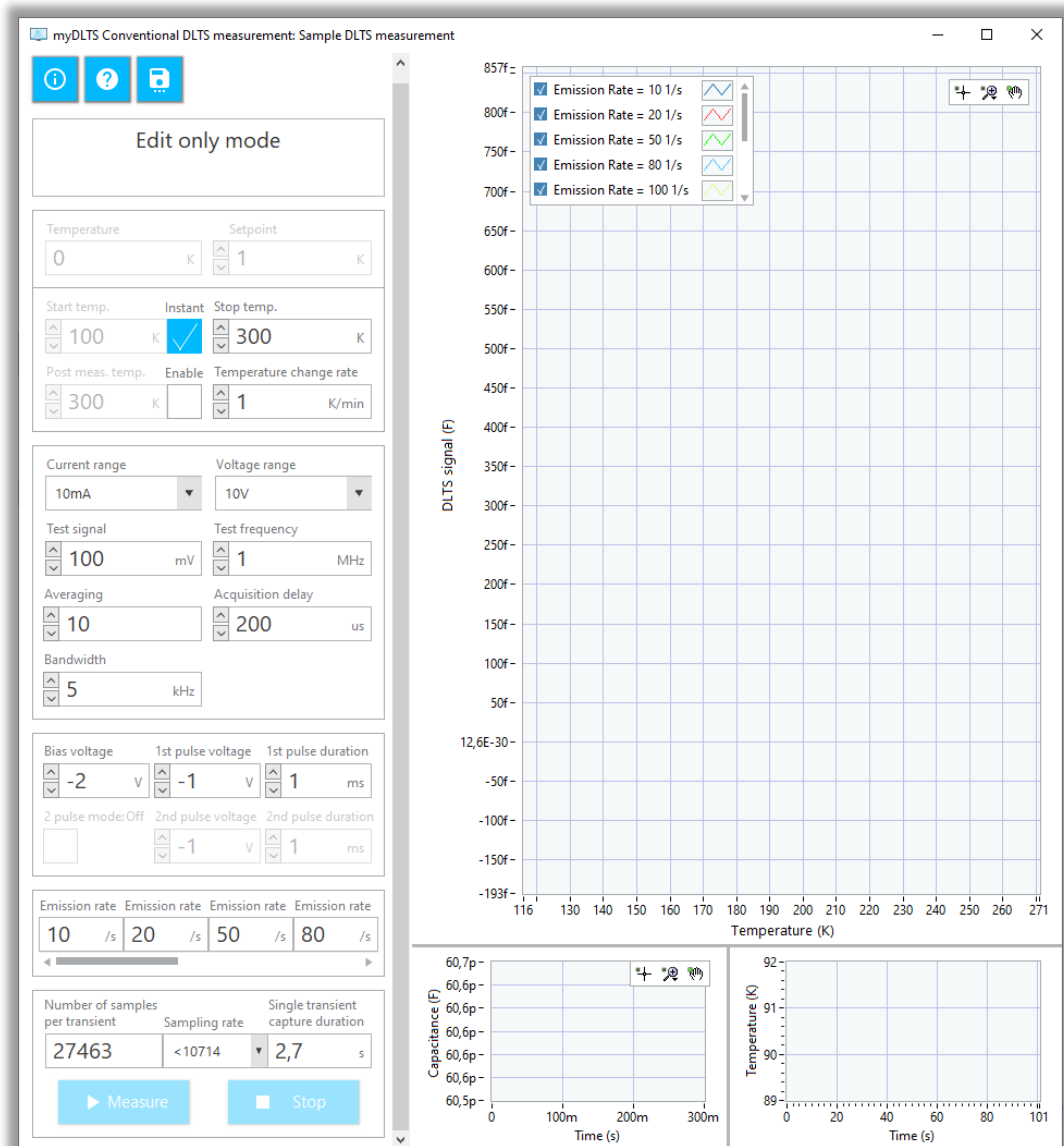 myDLTS Conventional DLTS measurement: Sample DLTS measurement
Edit only mode
Temperature Setpoint
0 K 1 K
Start temp. Instant Stop temp.
100 K 300 K
Post meas. temp. Enable Temperature change rate
300 K 1 K/min
Current range Voltage range
10mA 10V
Test signal Test frequency
100 mV 1 MHz
Averaging Acquisition delay
10 200 us
Bandwidth
5 kHz
Bias voltage 1st pulse voltage 1st pulse duration
-2 V -1 V 1 ms
2 pulse mode: Off 2nd pulse voltage 2nd pulse duration
-1 V 1 ms
Emission rate Emission rate Emission rate Emission rate
10 /s 20 /s 50 /s 80 /s
Number of samples per transient Sampling rate Single transient capture duration
27463 <10714 2,7 s
Measure Stop
DLTS signal (F)
857f
800f
750f
700f
650f
600f
550f
500f
450f
400f
350f
300f
250f
200f
150f
100f
50f
12,6E-30
-50f
-100f
-150f
-193f
Emission Rate = 10 1/s
Emission Rate = 20 1/s
Emission Rate = 50 1/s
Emission Rate = 80 1/s
Emission Rate = 100 1/s
116 130 140 150 160 170 180 190 200 210 220 230 240 250 260 271
Temperature (K)
Capacitance (F)
60,7p
60,6p
60,6p
60,6p
60,6p
60,6p
60,5p
0 100m 200m 300m
Time (s)
Temperature (K)
92
91
90
89
0 20 40 60 80 101
Time (s)